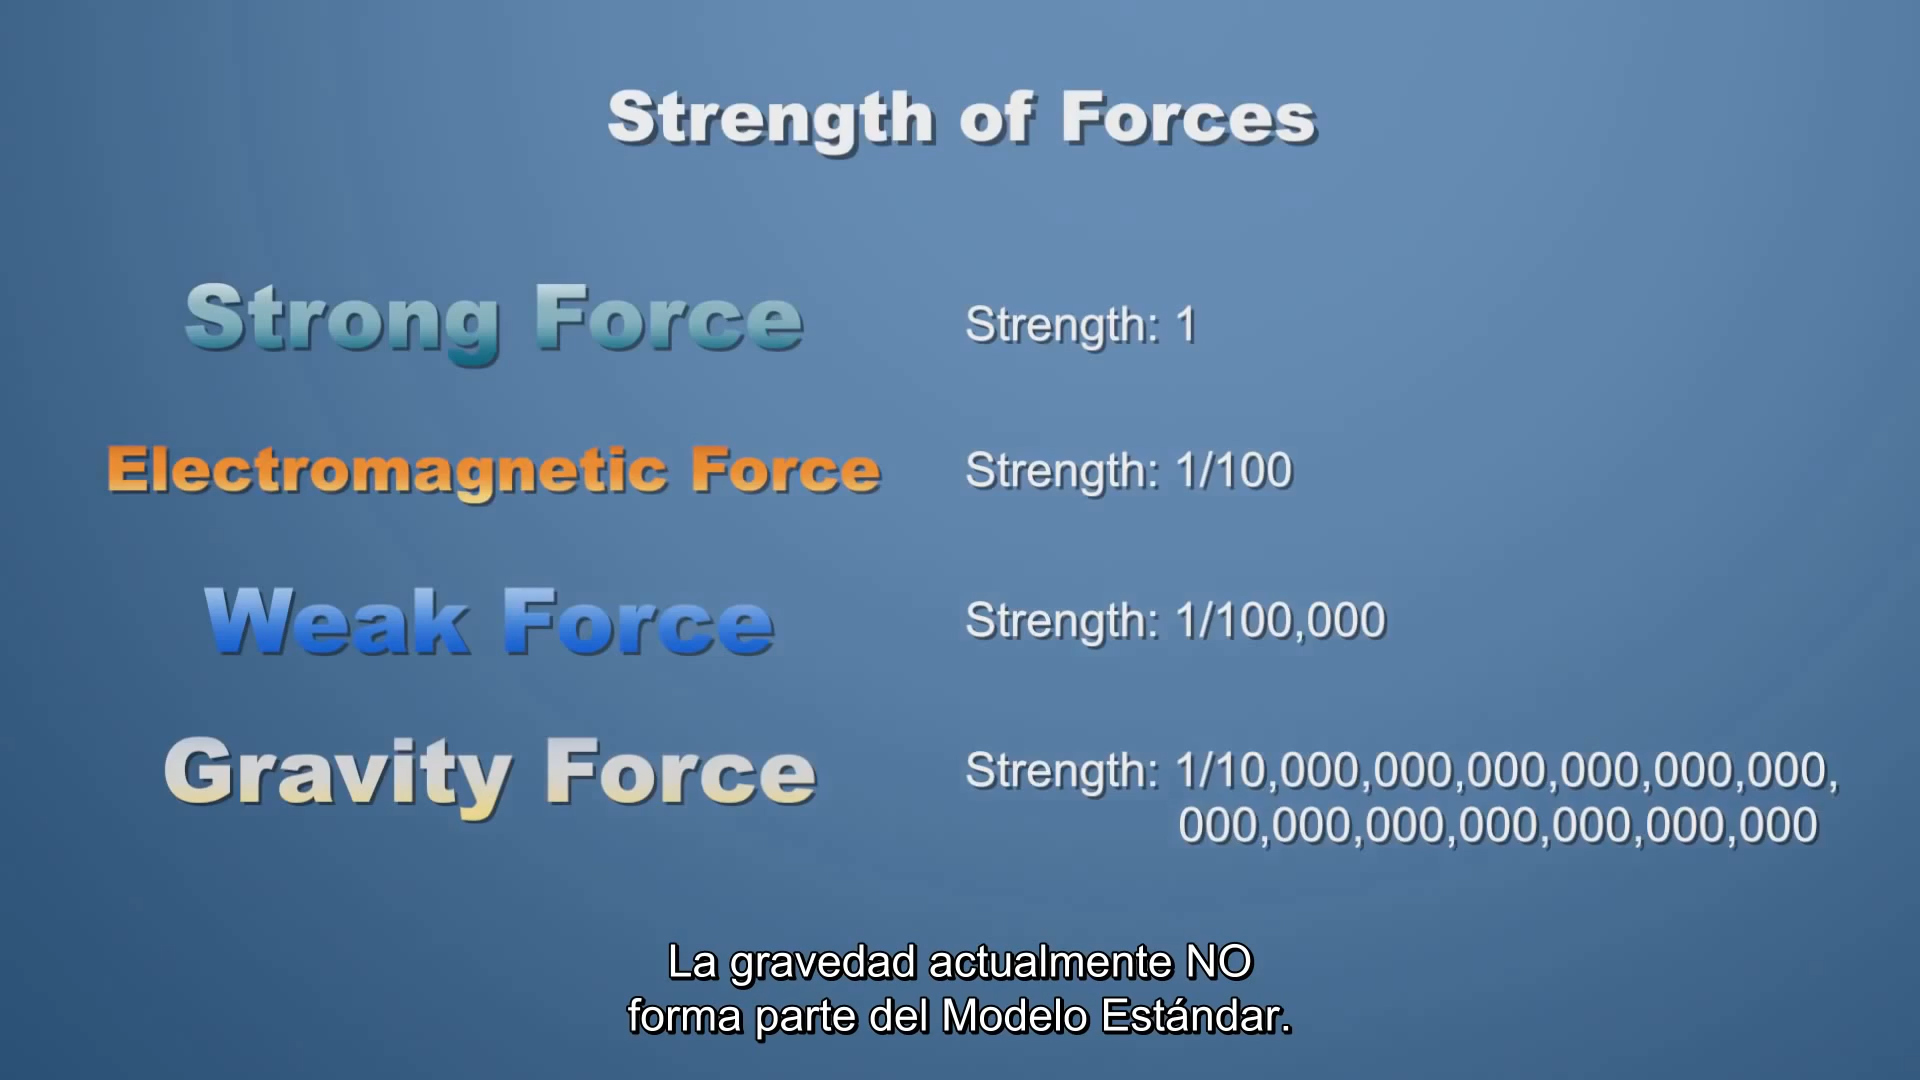 Strength of Forces
Strong Force Strength: 1
Electromagnetic Force Strength: 1/100
Weak Force Strength: 1/100,000
Gravity Force Strength: 1/10,000,000,000,000,000,000,
000,000,000,000,000,000,000
La gravedad actualmente NO
forma parte del Modelo Estándar.